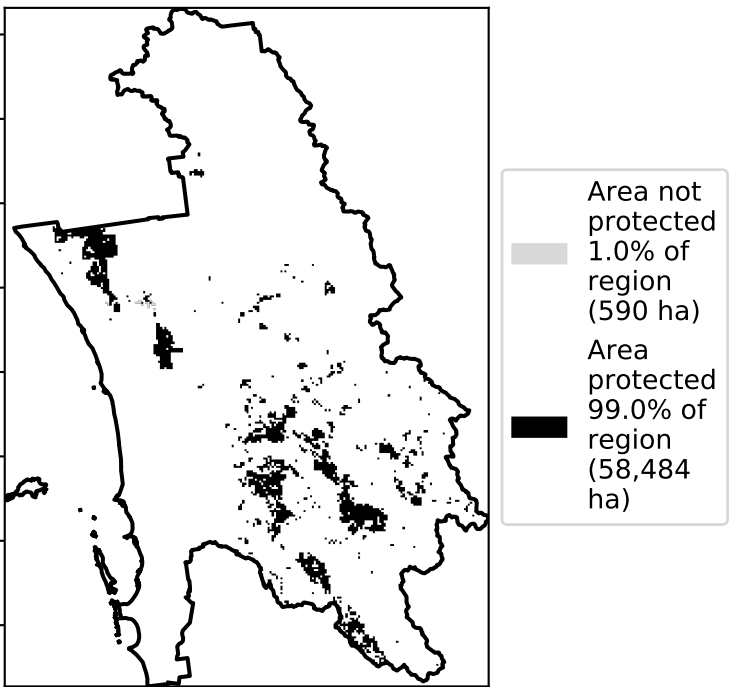 Area not
protected
1.0% of
region
(590 ha)
Area
protected
99.0% of
region
(58,484
ha)